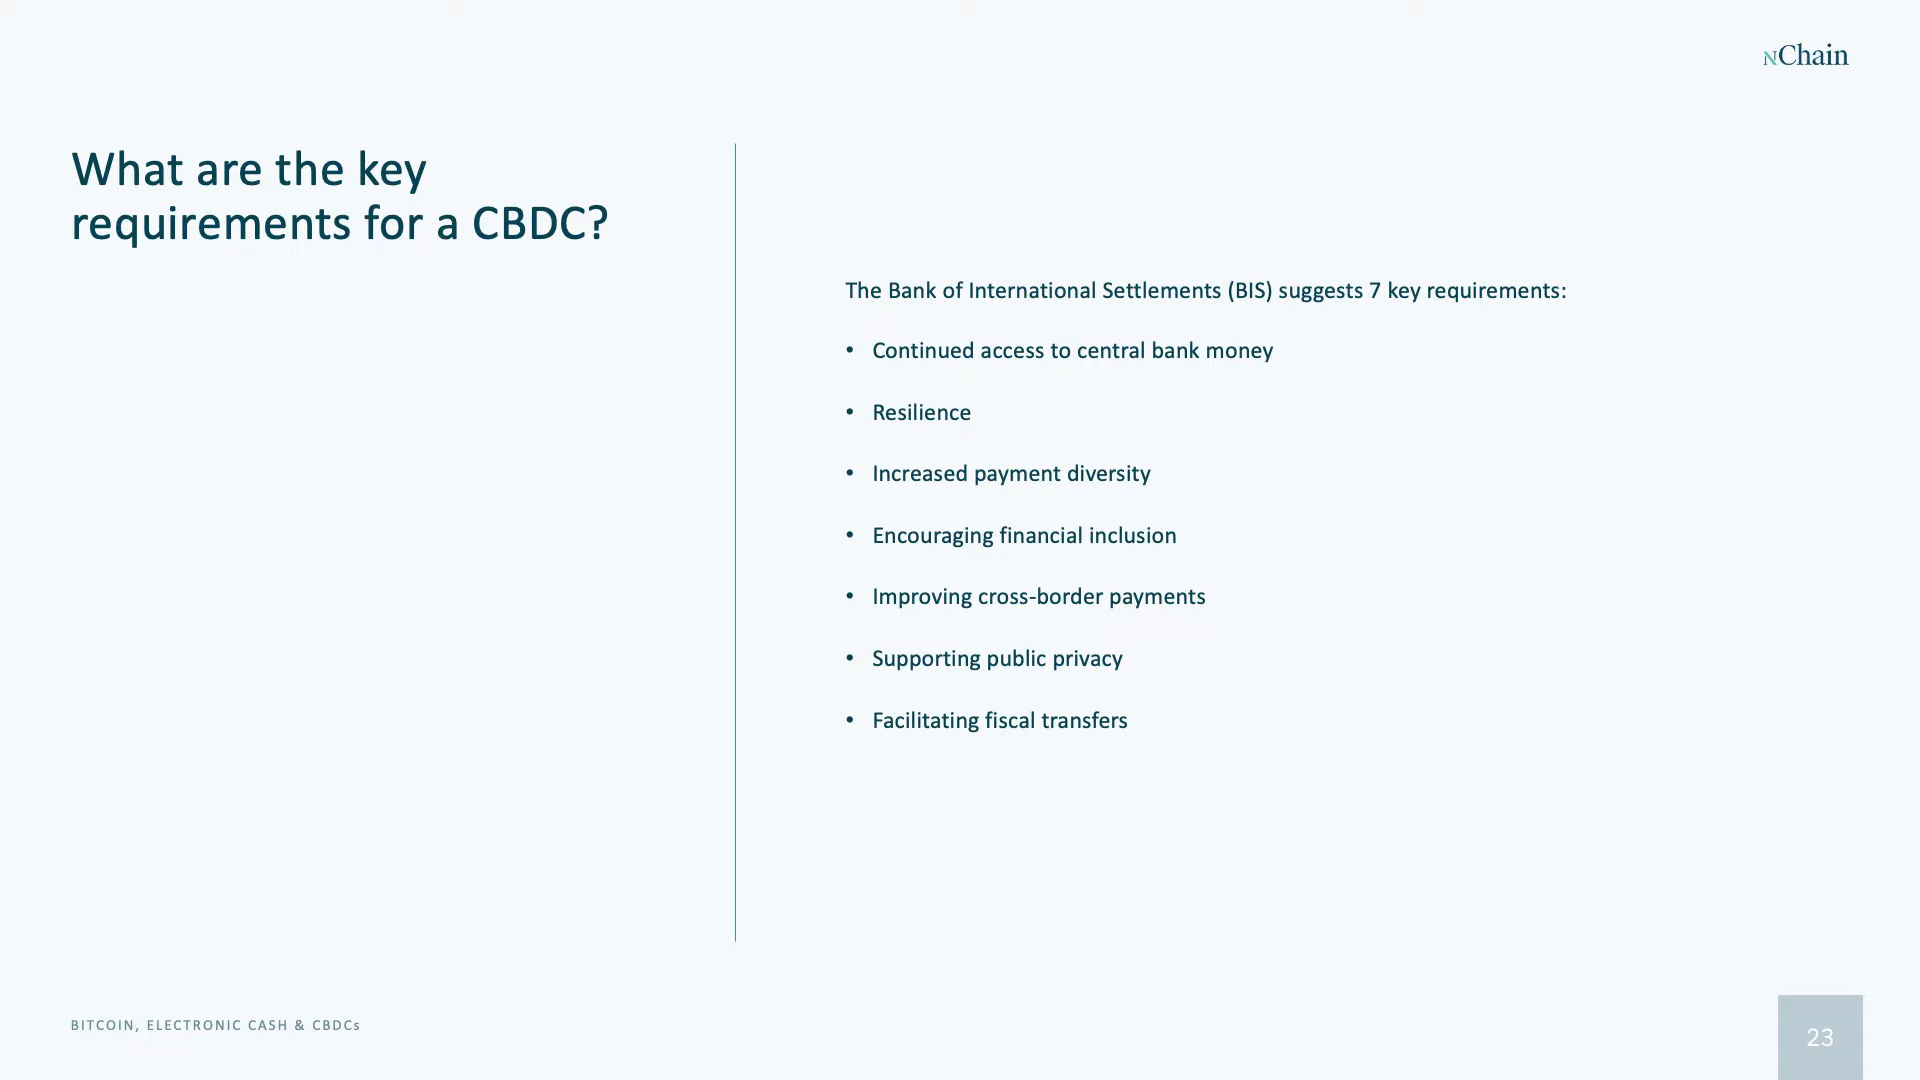 nChain
What are the key
requirements for a CBDC?
The Bank of International Settlements (BIS) suggests 7 key requirements:
• Continued access to central bank money
• Resilience
• Increased payment diversity
• Encouraging financial inclusion
• Improving cross-border payments
• Supporting public privacy
• Facilitating fiscal transfers
BITCOIN, ELECTRONIC CASH & CBDCs
23